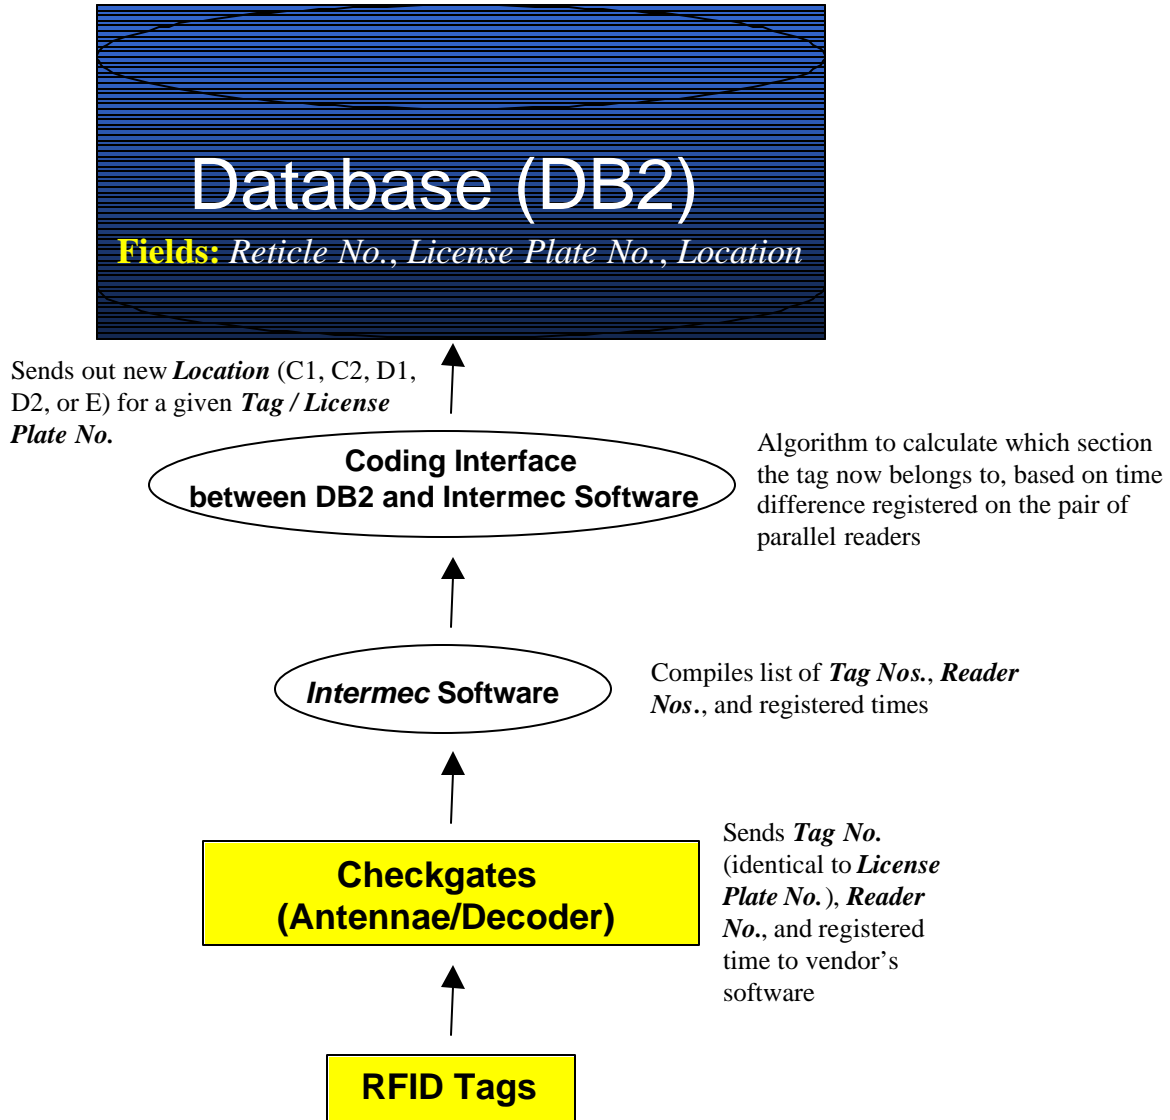 Database (DB2)
Fields: Reticle No., License Plate No., Location
Sends out new Location (C1, C2, D1,
D2, or E) for a given Tag / License
Plate No.
Coding Interface
between DB2 and Intermec Software
Algorithm to calculate which section
the tag now belongs to, based on time
difference registered on the pair of
parallel readers
Intermec Software
Compiles list of Tag Nos., Reader
Nos., and registered times
Checkgates
(Antennae/Decoder)
Sends Tag No.
(identical to License
Plate No.), Reader
No., and registered
time to vendor's
software
RFID Tags